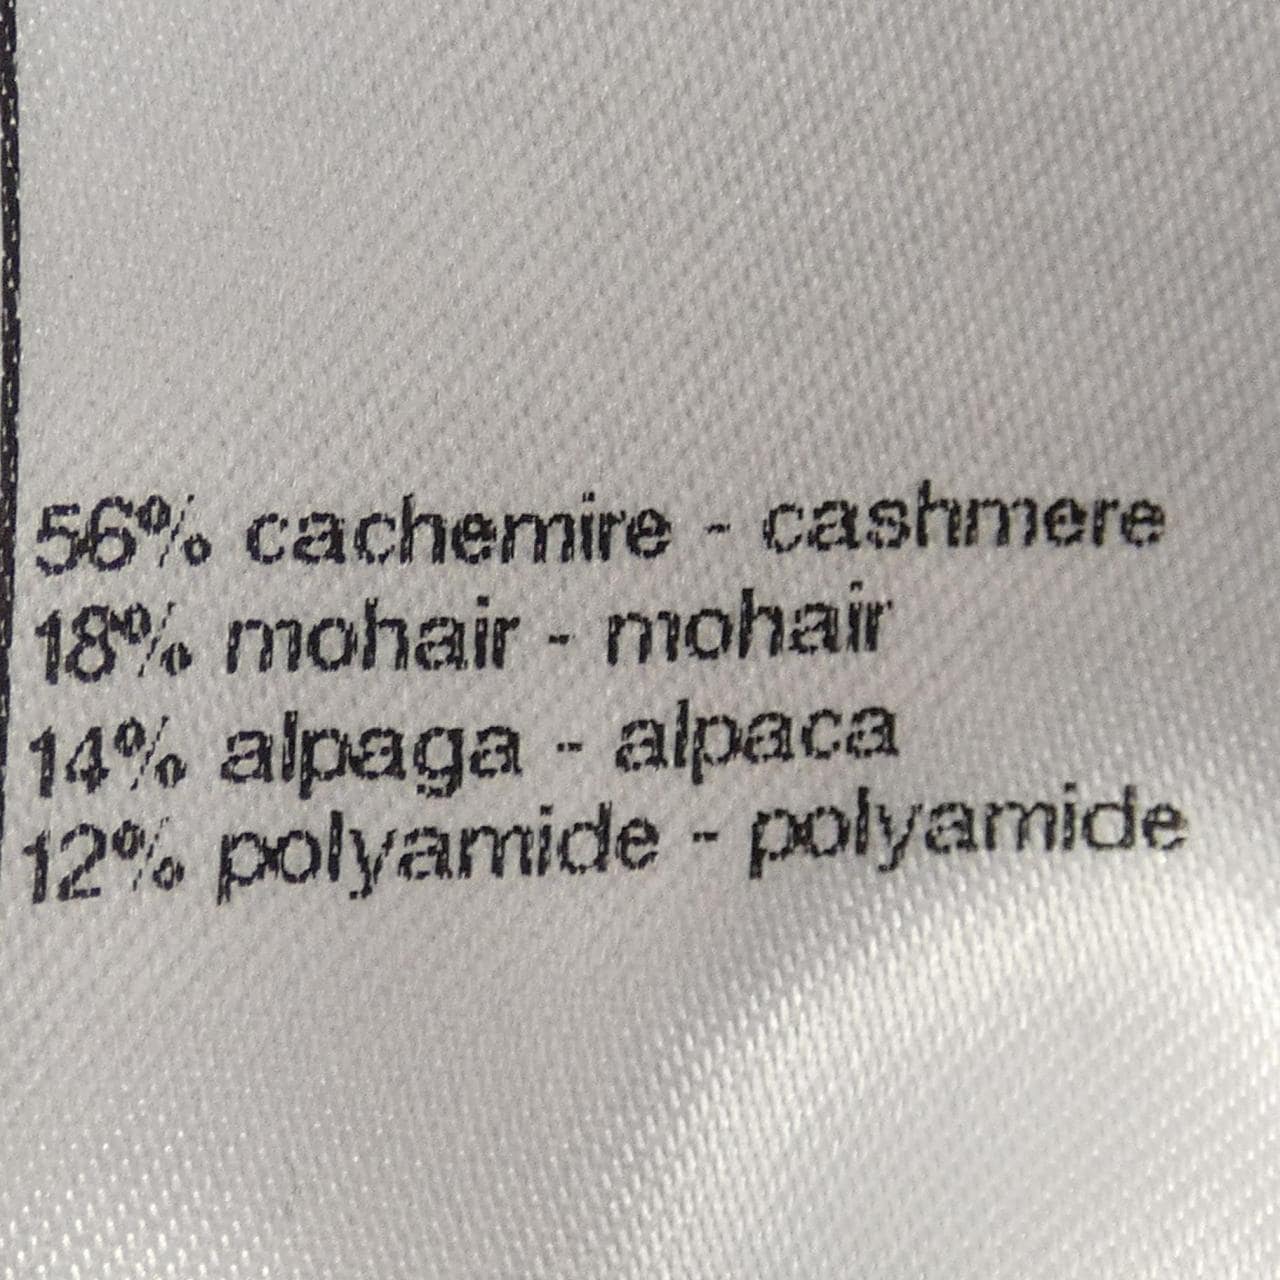 56% cachemire - cashmere
18% mohair - mohair
14% alpaga - alpaca
12% polyamide - polyamide